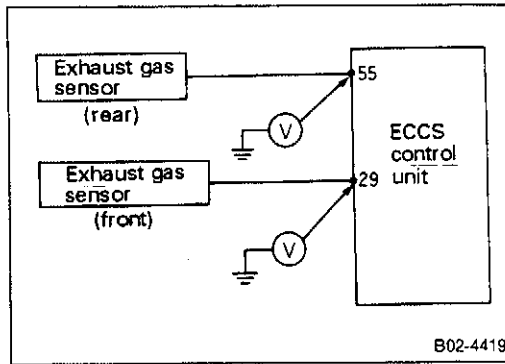 Exhaust gas
sensor
(rear)
55
V
ECCS
control
unit
Exhaust gas
sensor
(front)
29
V
B02-4419